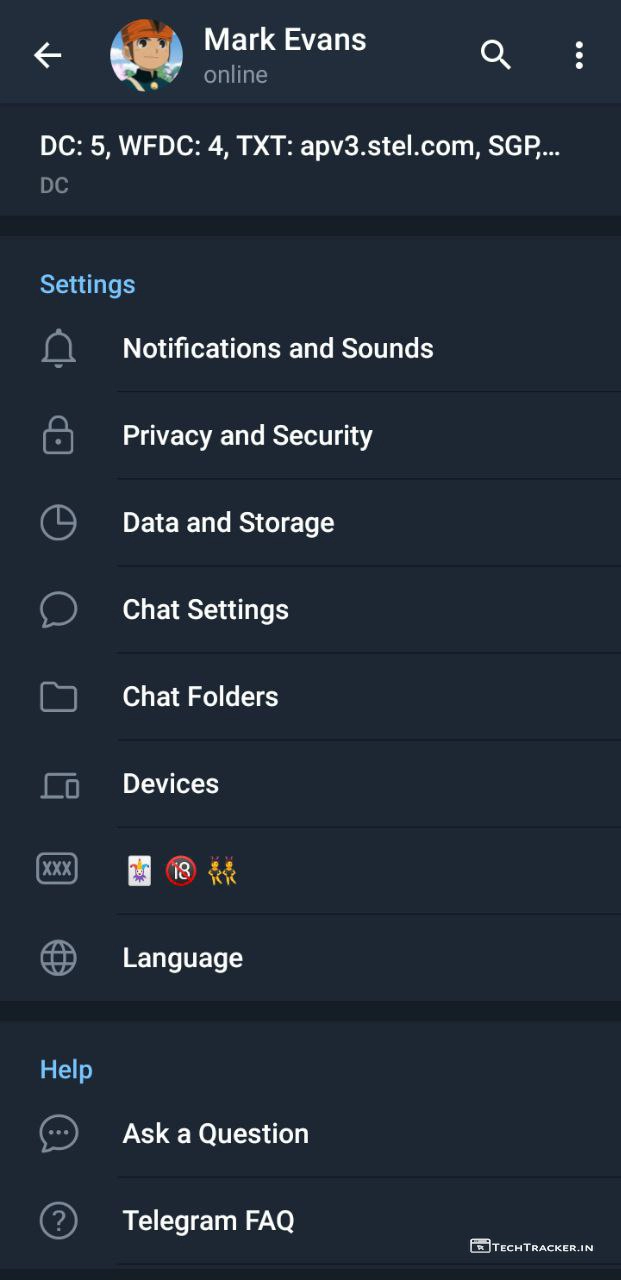 Mark Evans
online
DC: 5, WFDC: 4, TXT: apv3.stel.com, SGP,...
DC
Settings
Notifications and Sounds
Privacy and Security
Data and Storage
Chat Settings
Chat Folders
Devices
XXX 🃏 🔞 👯
Language
Help
Ask a Question
Telegram FAQ
TECHTRACKER.IN